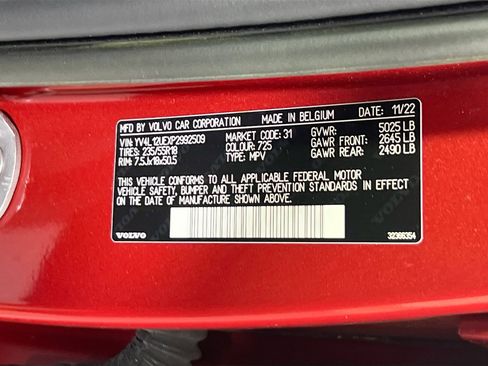 MFD BY VOLVO CAR CORPORATION MADE IN BELGIUM DATE: 11/22
VIN: YV4L12UEXP2992509 MARKET CODE: 31 GVWR: 5025 LB
TIRES: 235/55R18 COLOUR: 725 GAWR FRONT: 2645 LB
RIM: 7.5Jx18x50.5 TYPE: MPV GAWR REAR: 2490 LB
THIS VEHICLE COMPLIES TO ALL APPLICABLE FEDERAL MOTOR
VEHICLE SAFETY, BUMPER, AND THEFT PREVENTION STANDARDS IN EFFECT
ON THE DATE OF MANUFACTURE SHOWN ABOVE.
VOLVO 32366354